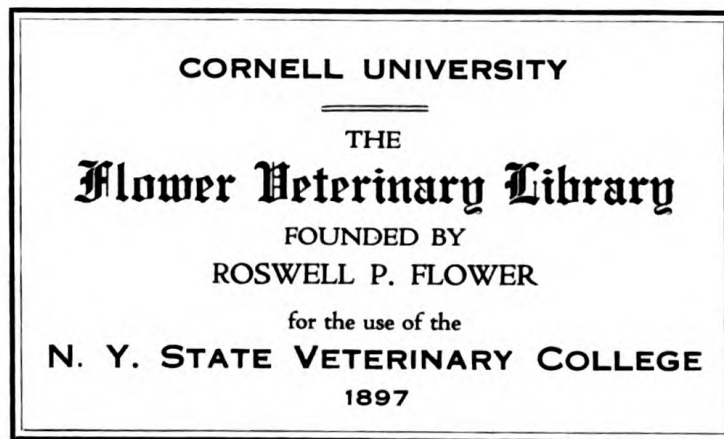 CORNELL UNIVERSITY
THE
Flower Veterinary Library
FOUNDED BY
ROSWELL P. FLOWER
for the use of the
N. Y. STATE VETERINARY COLLEGE
1897